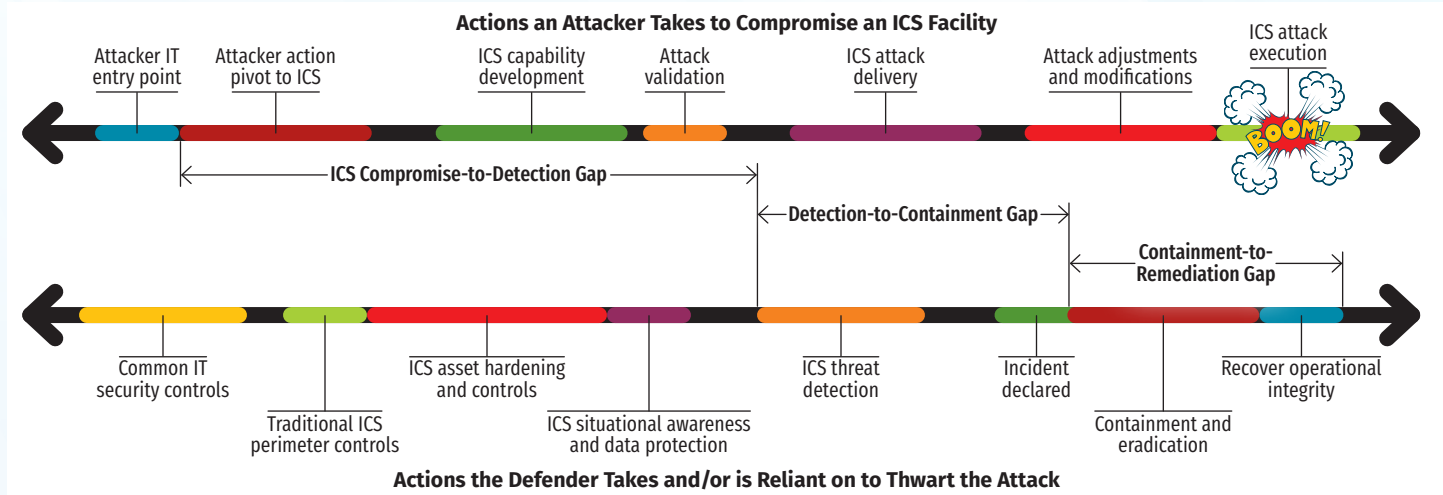 Actions an Attacker Takes to Compromise an ICS Facility
Attacker IT
entry point
Attacker action
pivot to ICS
ICS capability
development
Attack
validation
ICS attack
delivery
Attack adjustments
and modifications
ICS attack
execution
BOOM!
ICS Compromise-to-Detection Gap
Detection-to-Containment Gap
Containment-to-
Remediation Gap
Common IT
security controls
Traditional ICS
perimeter controls
ICS asset hardening
and controls
ICS situational awareness
and data protection
ICS threat
detection
Incident
declared
Containment and
eradication
Recover operational
integrity
Actions the Defender Takes and/or is Reliant on to Thwart the Attack